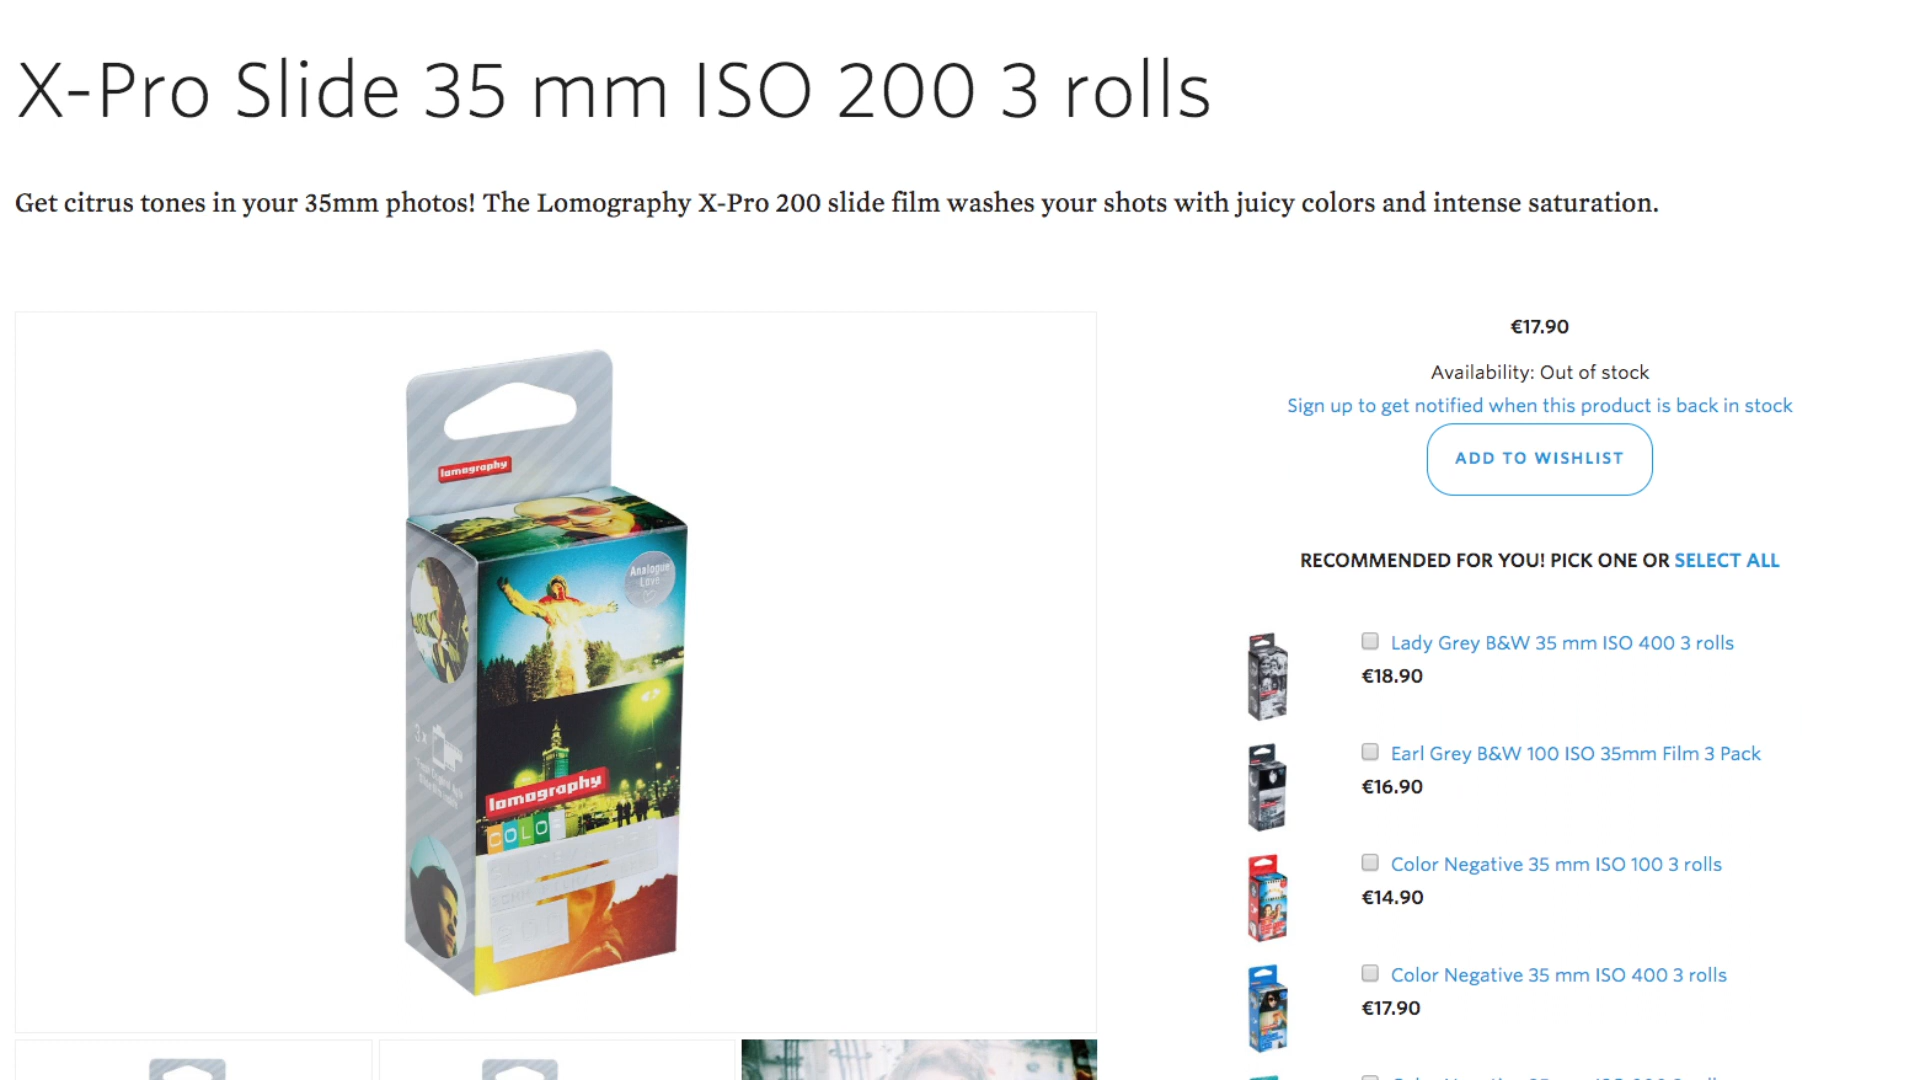 X-Pro Slide 35 mm ISO 200 3 rolls
Get citrus tones in your 35mm photos! The Lomography X-Pro 200 slide film washes your shots with juicy colors and intense saturation.
€17.90
Availability: Out of stock
Sign up to get notified when this product is back in stock
ADD TO WISHLIST
RECOMMENDED FOR YOU! PICK ONE OR SELECT ALL
Lady Grey B&W 35 mm ISO 400 3 rolls
€18.90
Earl Grey B&W 100 ISO 35mm Film 3 Pack
€16.90
Color Negative 35 mm ISO 100 3 rolls
€14.90
Color Negative 35 mm ISO 400 3 rolls
€17.90
lomography
Analogue
Love
3x
lomography
COLOR